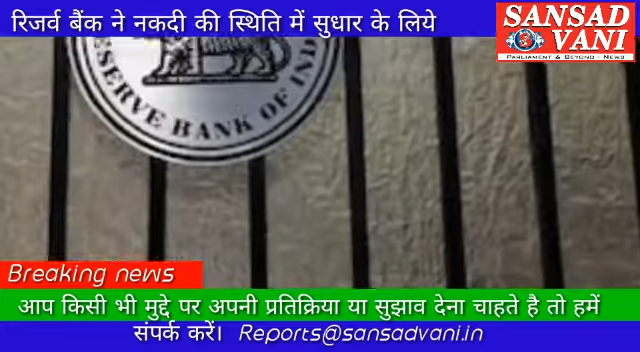 रिजर्व बैंक ने नकदी की स्थिति में सुधार के लिये
SANSAD
VANI
PARLIAMENT & BEYOND - NEWS
RESERVE BANK OF IND
Breaking news
आप किसी भी मुद्दे पर अपनी प्रतिक्रिया या सुझाव देना चाहते है तो हमें
संपर्क करें। Reports@sansadvani.in